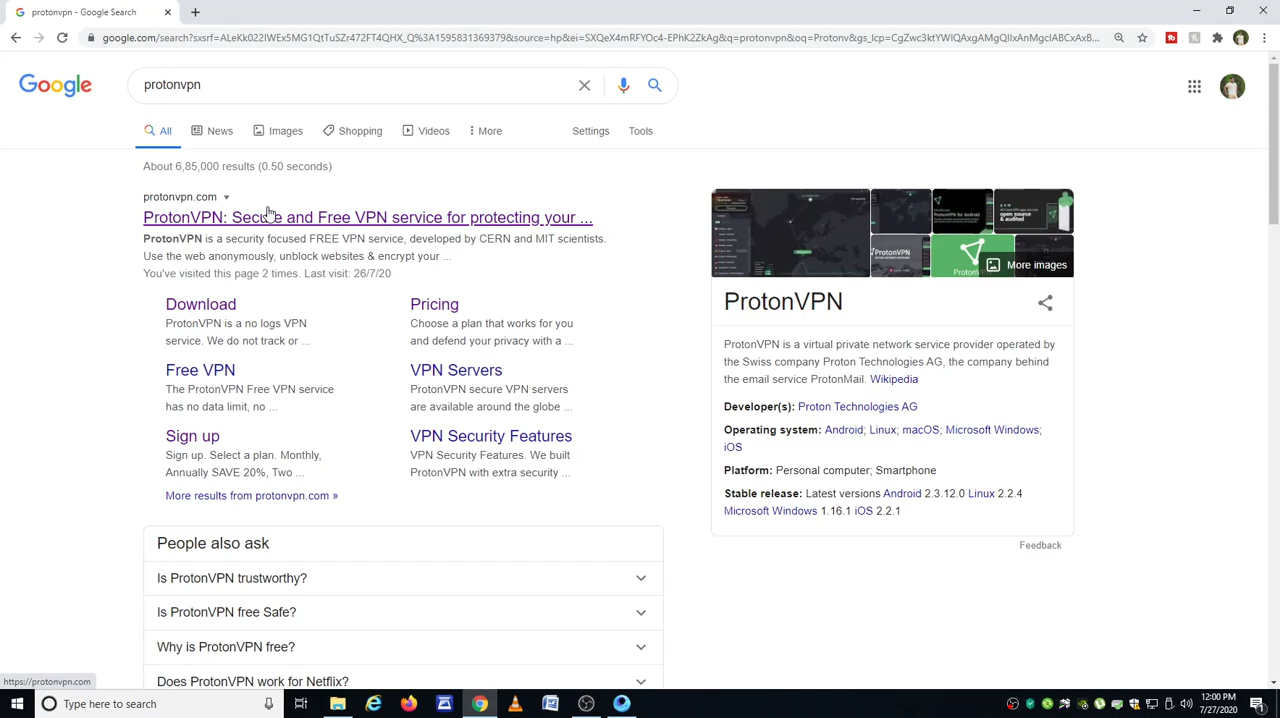 protonvpn - Google Search
google.com/search?sxsrf=ALeKk022IWEx5MG1QtTuSZr472FT4QHX_Q%3A1595831369379&source=hp&ei=SXQeX4mRFYOc4-EPhK2ZkAg&q=protonvpn&oq=Protonv&gs_lcp=CgZwc3ktYWIQAxgAMgQIIxAnMgcIABCxAxB...
Google
protonvpn
All
News
Images
Shopping
Videos
More
Settings
Tools
About 6,85,000 results (0.50 seconds)
protonvpn.com
ProtonVPN: Secure and Free VPN service for protecting your ...
ProtonVPN is a security focused FREE VPN service, developed by CERN and MIT scientists.
Use the web anonymously, unblock websites & encrypt your ...
You've visited this page 2 times. Last visit: 26/7/20
Download
ProtonVPN is a no logs VPN
service. We do not track or ...
Pricing
Choose a plan that works for you
and defend your privacy with a ...
Free VPN
The ProtonVPN Free VPN service
has no data limit, no ...
VPN Servers
ProtonVPN secure VPN servers
are available around the globe ...
Sign up
Sign up. Select a plan. Monthly,
Annually SAVE 20%, Two ...
VPN Security Features
VPN Security Features. We built
ProtonVPN with extra security ...
More results from protonvpn.com »
People also ask
Is ProtonVPN trustworthy?
Is ProtonVPN free Safe?
Why is ProtonVPN free?
Does ProtonVPN work for Netflix?
More images
ProtonVPN
ProtonVPN is a virtual private network service provider operated by
the Swiss company Proton Technologies AG, the company behind
the email service ProtonMail. Wikipedia
Developer(s): Proton Technologies AG
Operating system: Android; Linux; macOS; Microsoft Windows;
iOS
Platform: Personal computer; Smartphone
Stable release: Latest versions Android 2.3.12.0 Linux 2.2.4
Microsoft Windows 1.16.1 iOS 2.2.1
Feedback
https://protonvpn.com
Type here to search
12:00 PM
7/27/2020